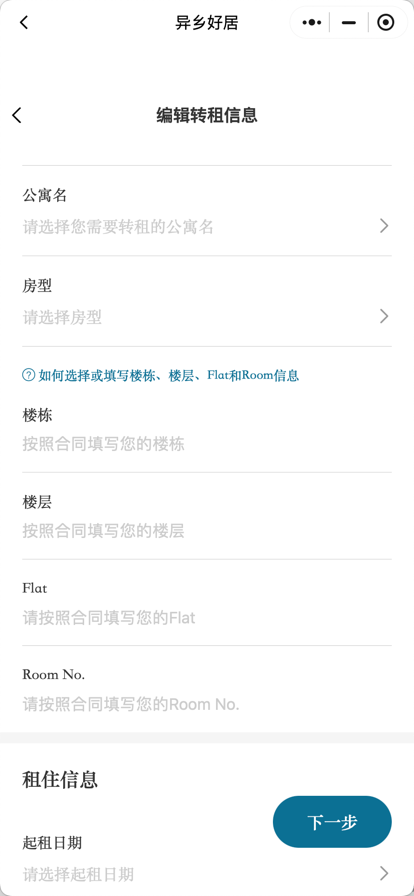 异乡好居
编辑转租信息
公寓名
请选择您需要转租的公寓名
房型
请选择房型
如何选择或填写楼栋、楼层、Flat和Room信息
楼栋
按照合同填写您的楼栋
楼层
按照合同填写您的楼层
Flat
请按照合同填写您的Flat
Room No.
请按照合同填写您的Room No.
租住信息
下一步
起租日期
请选择起租日期